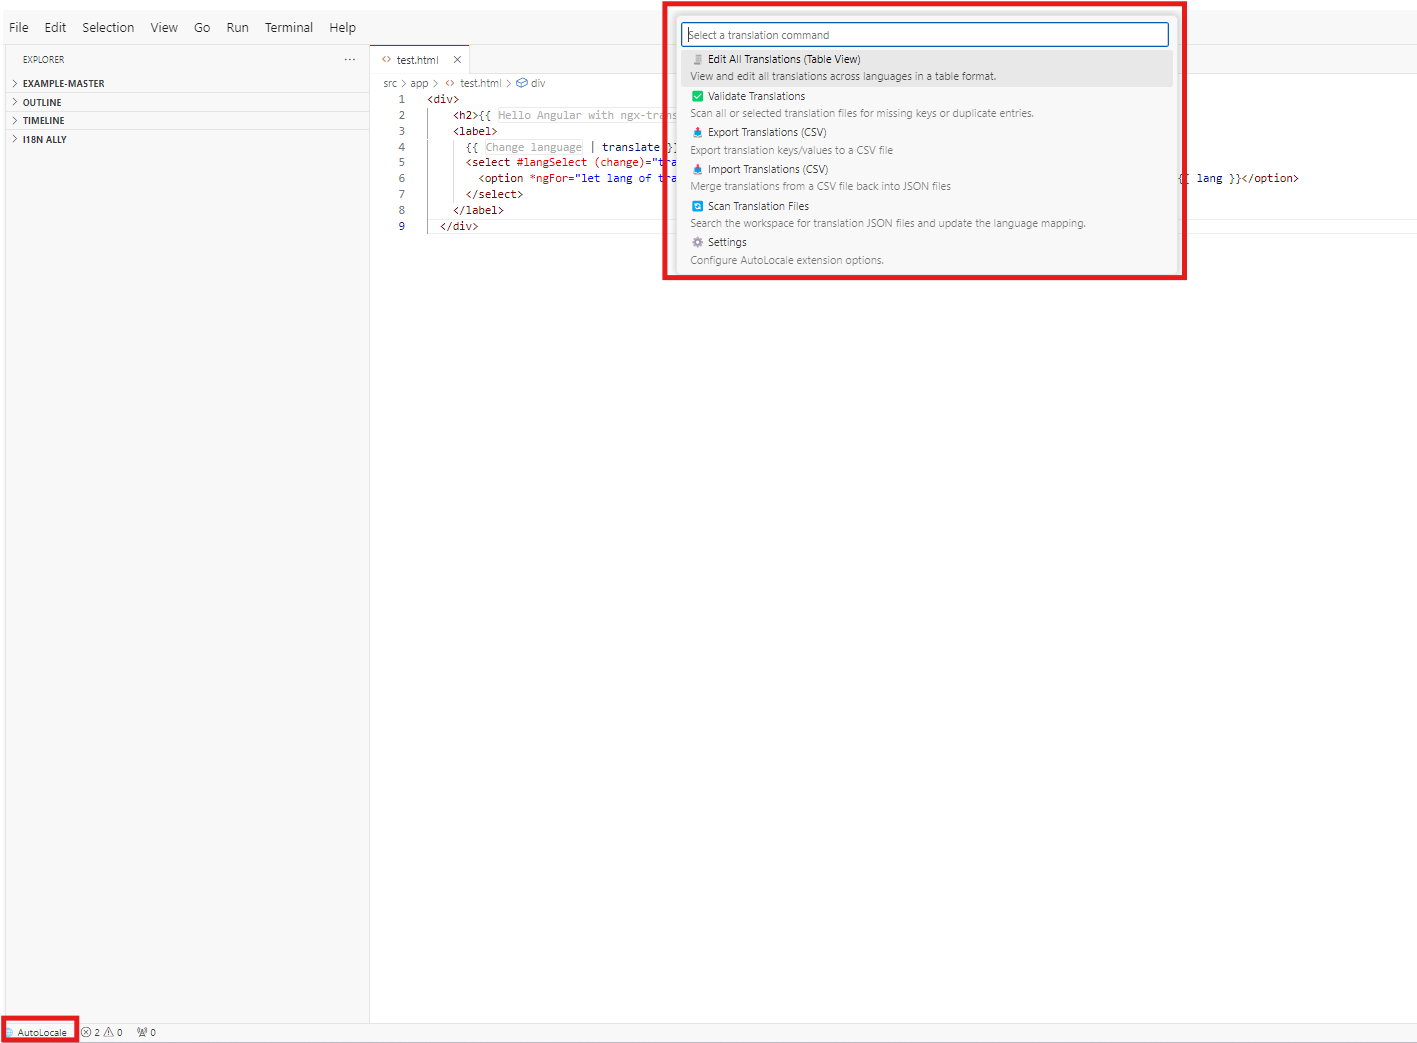 File Edit Selection View Go Run Terminal Help
EXPLORER ···
EXAMPLE-MASTER
OUTLINE
TIMELINE
I18N ALLY
<> test.html
src > app > <> test.html > div
1 <div>
2 <h2>{{ Hello Angular with ngx-trans
3 <label>
4 {{ Change language | translate }}
5 <select #langSelect (change)="tra
6 <option *ngFor="let lang of tra {{ lang }}</option>
7 </select>
8 </label>
9 </div>
Select a translation command
Edit All Translations (Table View)
View and edit all translations across languages in a table format.
Validate Translations
Scan all or selected translation files for missing keys or duplicate entries.
Export Translations (CSV)
Export translation keys/values to a CSV file
Import Translations (CSV)
Merge translations from a CSV file back into JSON files
Scan Translation Files
Search the workspace for translation JSON files and update the language mapping.
Settings
Configure AutoLocale extension options.
AutoLocale 2 0 0